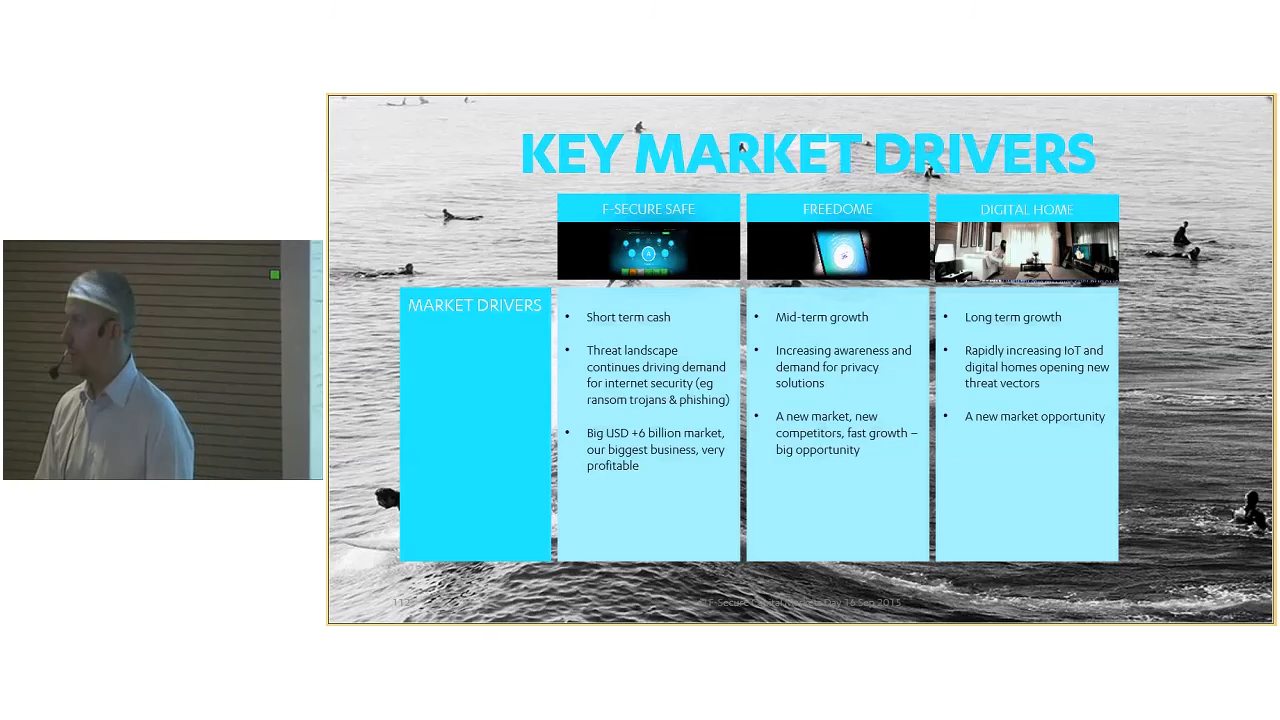 KEY MARKET DRIVERS
F-SECURE SAFE
FREEDOME
DIGITAL HOME
MARKET DRIVERS
• Short term cash
• Threat landscape
continues driving demand
for internet security (eg
ransom trojans & phishing)
• Big USD +6 billion market,
our biggest business, very
profitable
• Mid-term growth
• Increasing awareness and
demand for privacy
solutions
• A new market, new
competitors, fast growth –
big opportunity
• Long term growth
• Rapidly increasing IoT and
digital homes opening new
threat vectors
• A new market opportunity
F-Secure Capital Markets Day 16 Sep 2015